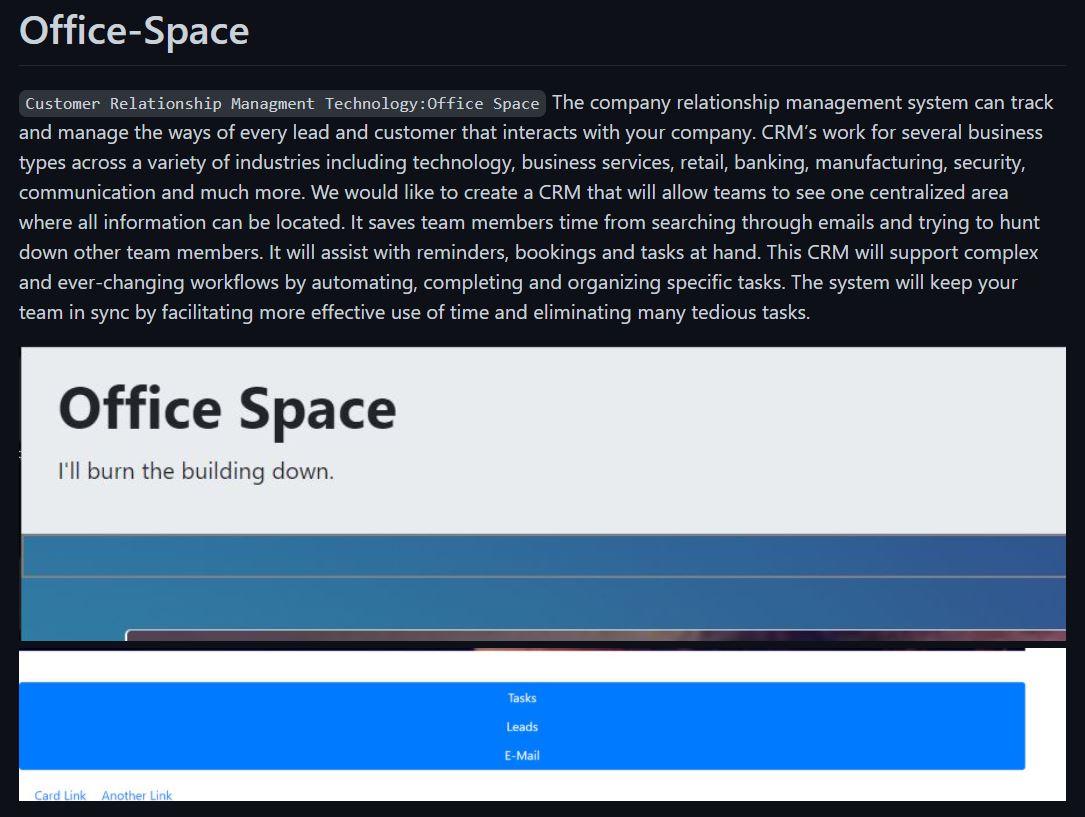 Office-Space
Customer Relationship Managment Technology:Office Space The company relationship management system can track
and manage the ways of every lead and customer that interacts with your company. CRM’s work for several business
types across a variety of industries including technology, business services, retail, banking, manufacturing, security,
communication and much more. We would like to create a CRM that will allow teams to see one centralized area
where all information can be located. It saves team members time from searching through emails and trying to hunt
down other team members. It will assist with reminders, bookings and tasks at hand. This CRM will support complex
and ever-changing workflows by automating, completing and organizing specific tasks. The system will keep your
team in sync by facilitating more effective use of time and eliminating many tedious tasks.
Office Space
I'll burn the building down.
Tasks
Leads
E-Mail
Card Link Another Link